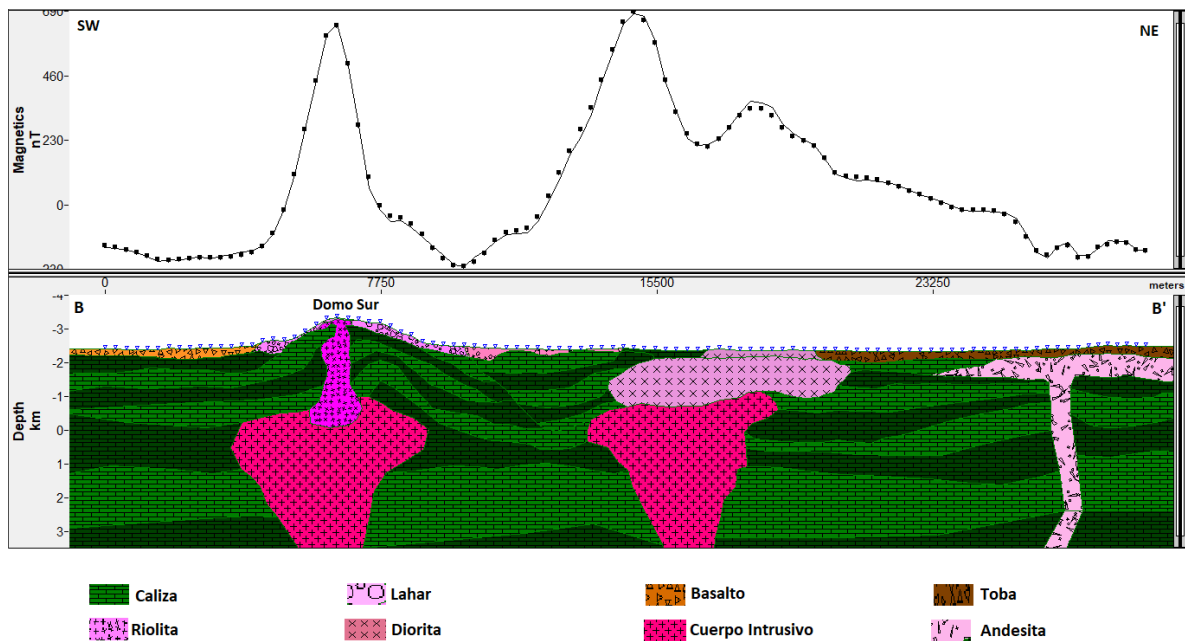 690
SW
NE
460
230
0
220
Magnetics
nT
0
7750
15500
23250
meters
-4
B
Domo Sur
B'
-3
-2
-1
0
1
2
3
Depth
km
Caliza
Lahar
Basalto
Toba
Riolita
Diorita
Cuerpo Intrusivo
Andesita